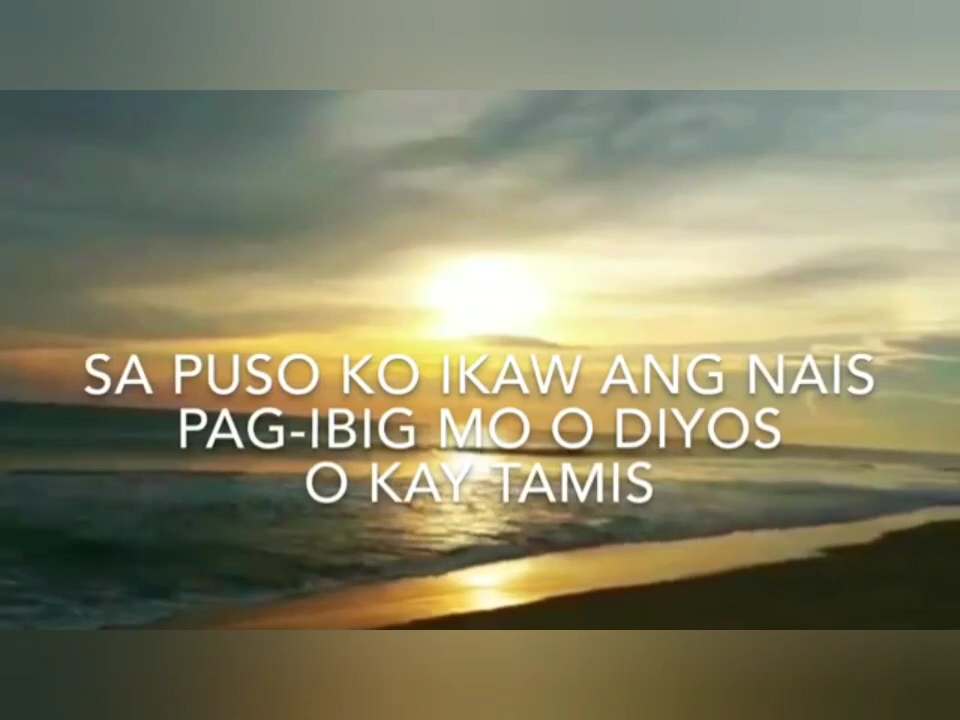 SA PUSO KO IKAW ANG NAIS
PAG-IBIG MO O DIYOS
O KAY TAMIS